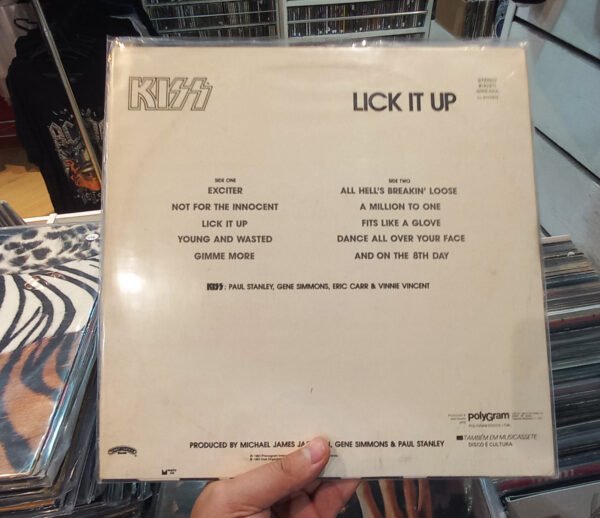 KISS
LICK IT UP
SIDE ONE
EXCITER
NOT FOR THE INNOCENT
LICK IT UP
YOUNG AND WASTED
GIMME MORE
SIDE TWO
ALL HELL'S BREAKIN' LOOSE
A MILLION TO ONE
FITS LIKE A GLOVE
DANCE ALL OVER YOUR FACE
AND ON THE 8TH DAY
KISS: PAUL STANLEY, GENE SIMMONS, ERIC CARR & VINNIE VINCENT
polyGram
TAMBÉM EM MUSICASSETE
DISCO É CULTURA
PRODUCED BY MICHAEL JAMES JA N, GENE SIMMONS & PAUL STANLEY